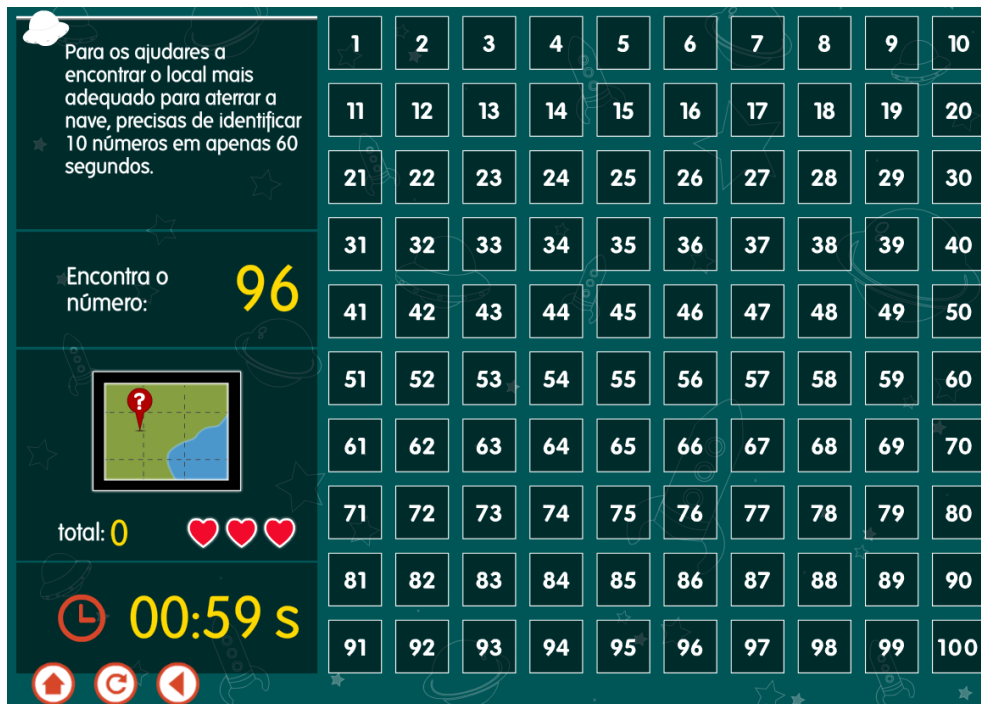 Para os ajudares a
encontrar o local mais
adequado para aterrar a
nave, precisas de identificar
10 números em apenas 60
segundos.
Encontra o
número:
96
?
total: 0
00:59 s
1 2 3 4 5 6 7 8 9 10
11 12 13 14 15 16 17 18 19 20
21 22 23 24 25 26 27 28 29 30
31 32 33 34 35 36 37 38 39 40
41 42 43 44 45 46 47 48 49 50
51 52 53 54 55 56 57 58 59 60
61 62 63 64 65 66 67 68 69 70
71 72 73 74 75 76 77 78 79 80
81 82 83 84 85 86 87 88 89 90
91 92 93 94 95 96 97 98 99 100